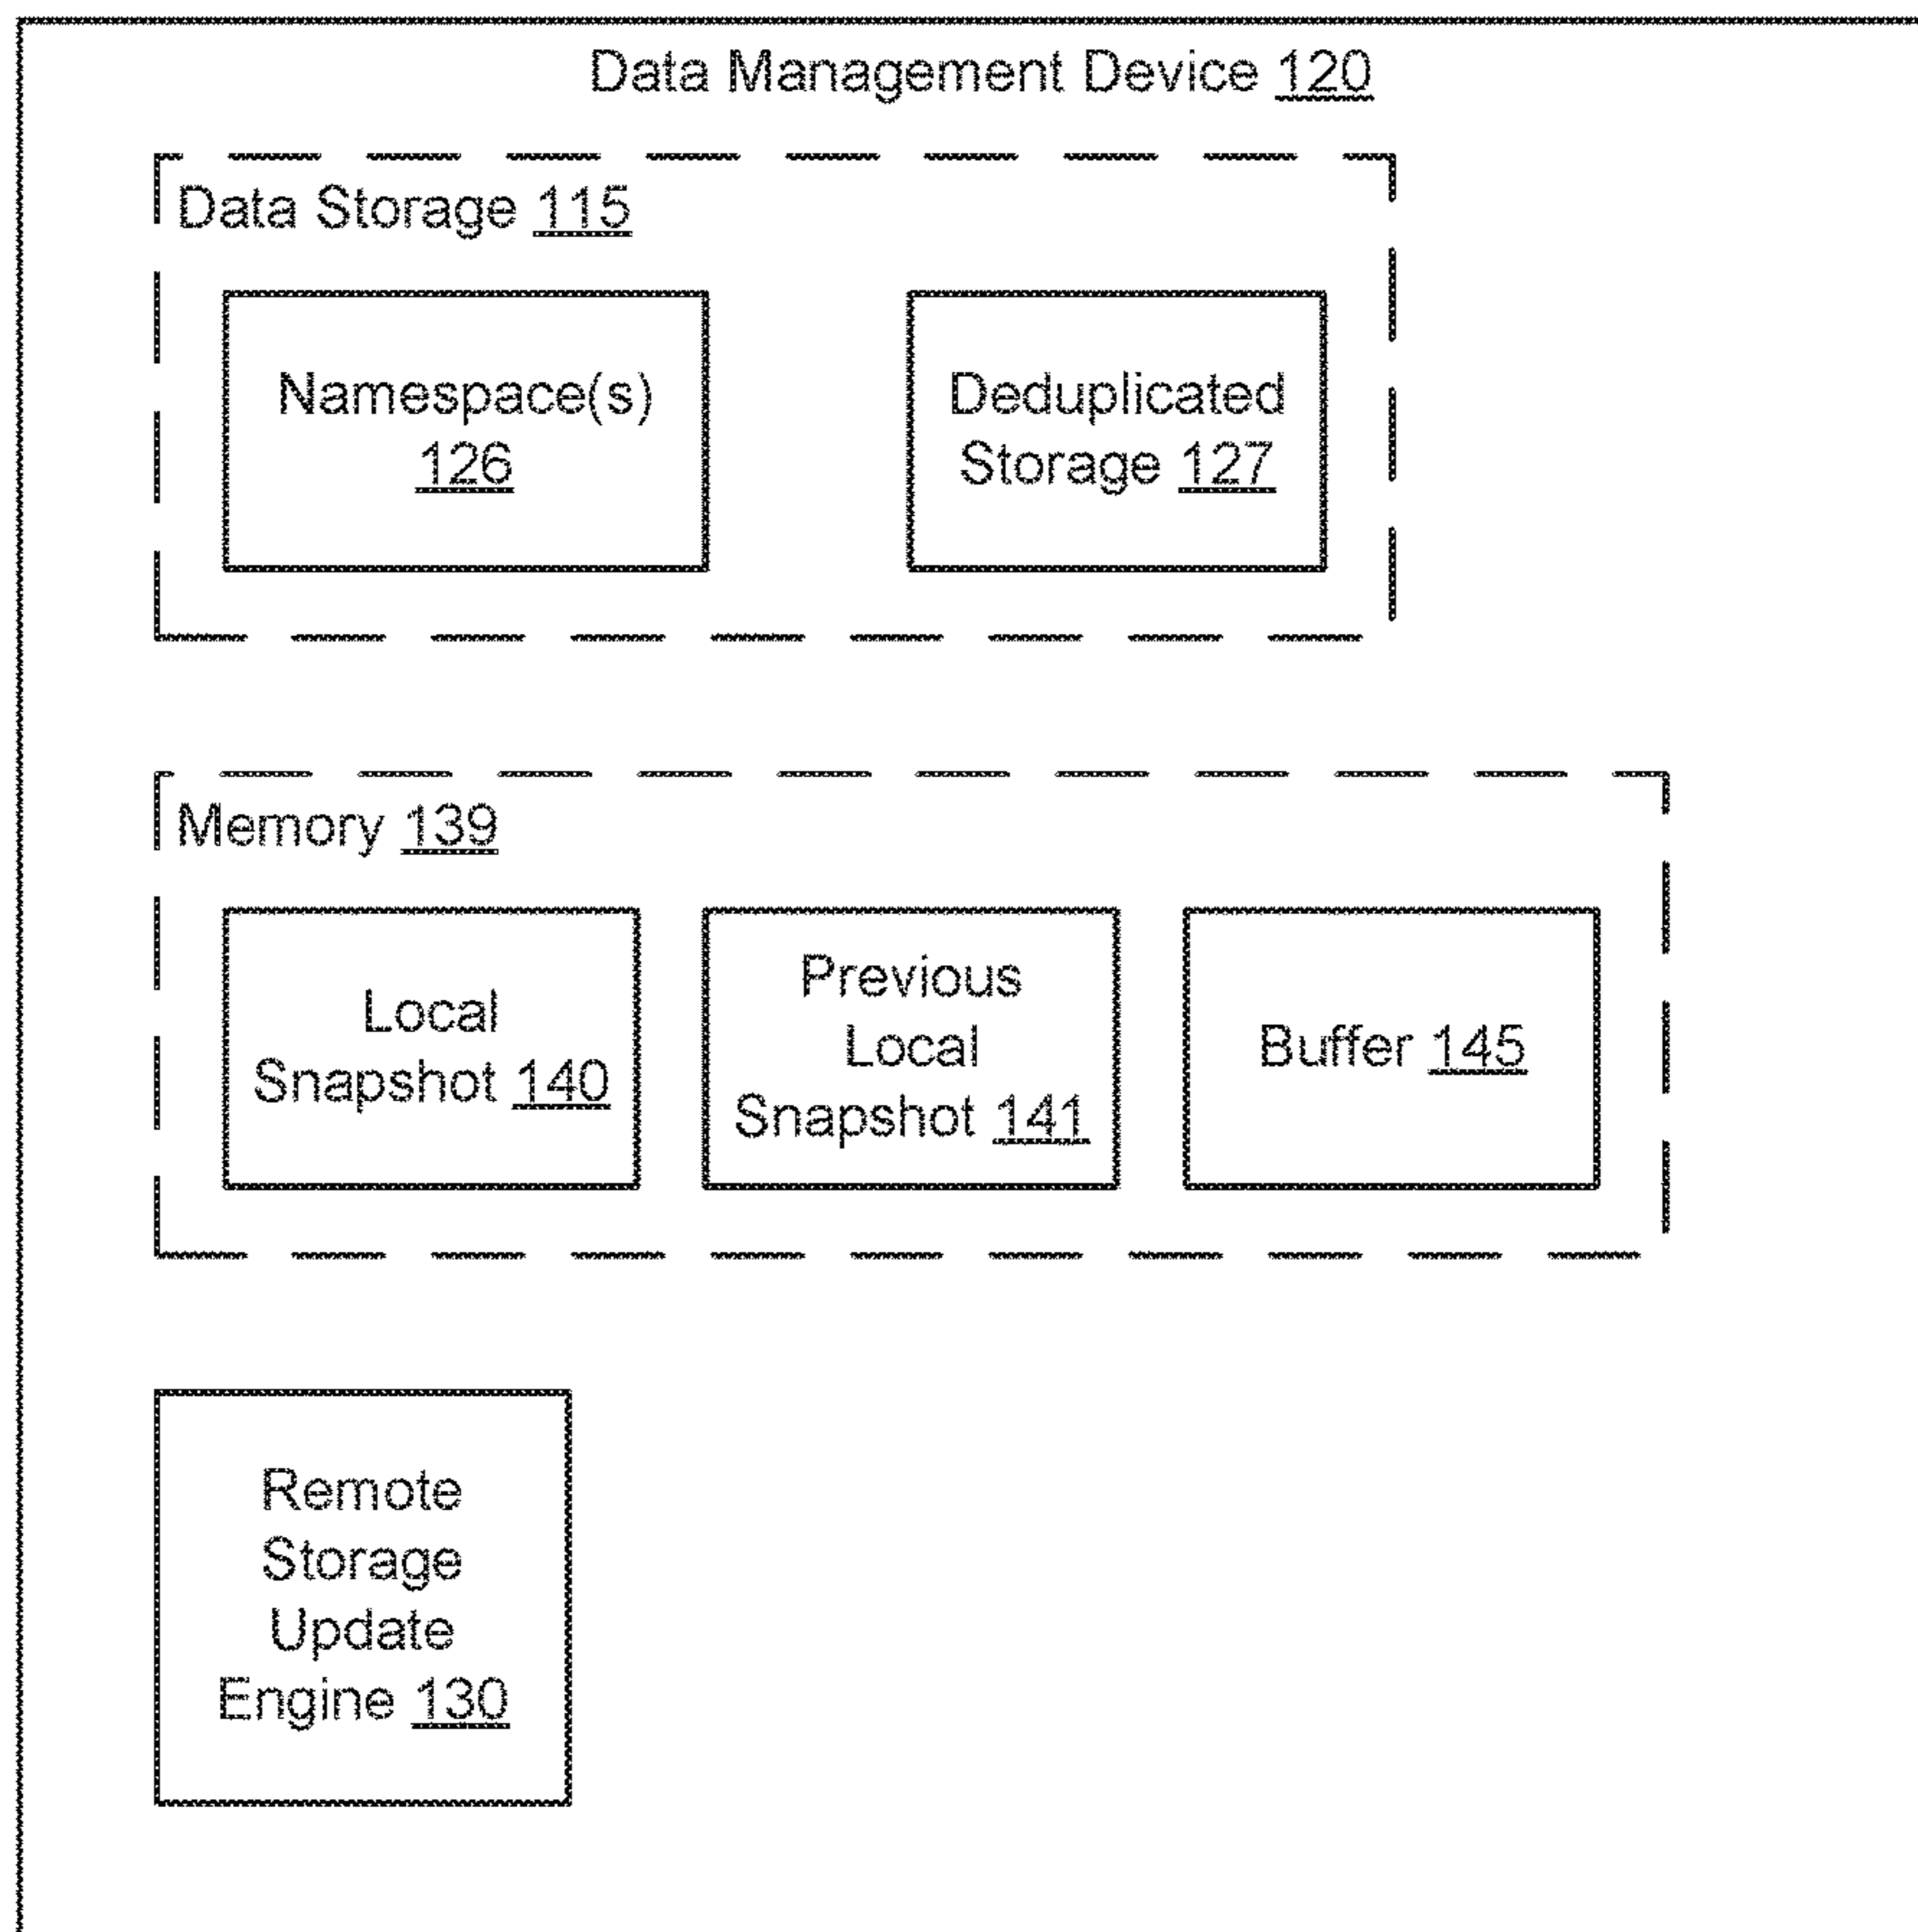 Data Management Device 120
Data Storage 115
Namespace(s)
126
Deduplicated
Storage 127
Memory 139
Local
Snapshot 140
Previous
Local
Snapshot 141
Buffer 145
Remote
Storage
Update
Engine 130